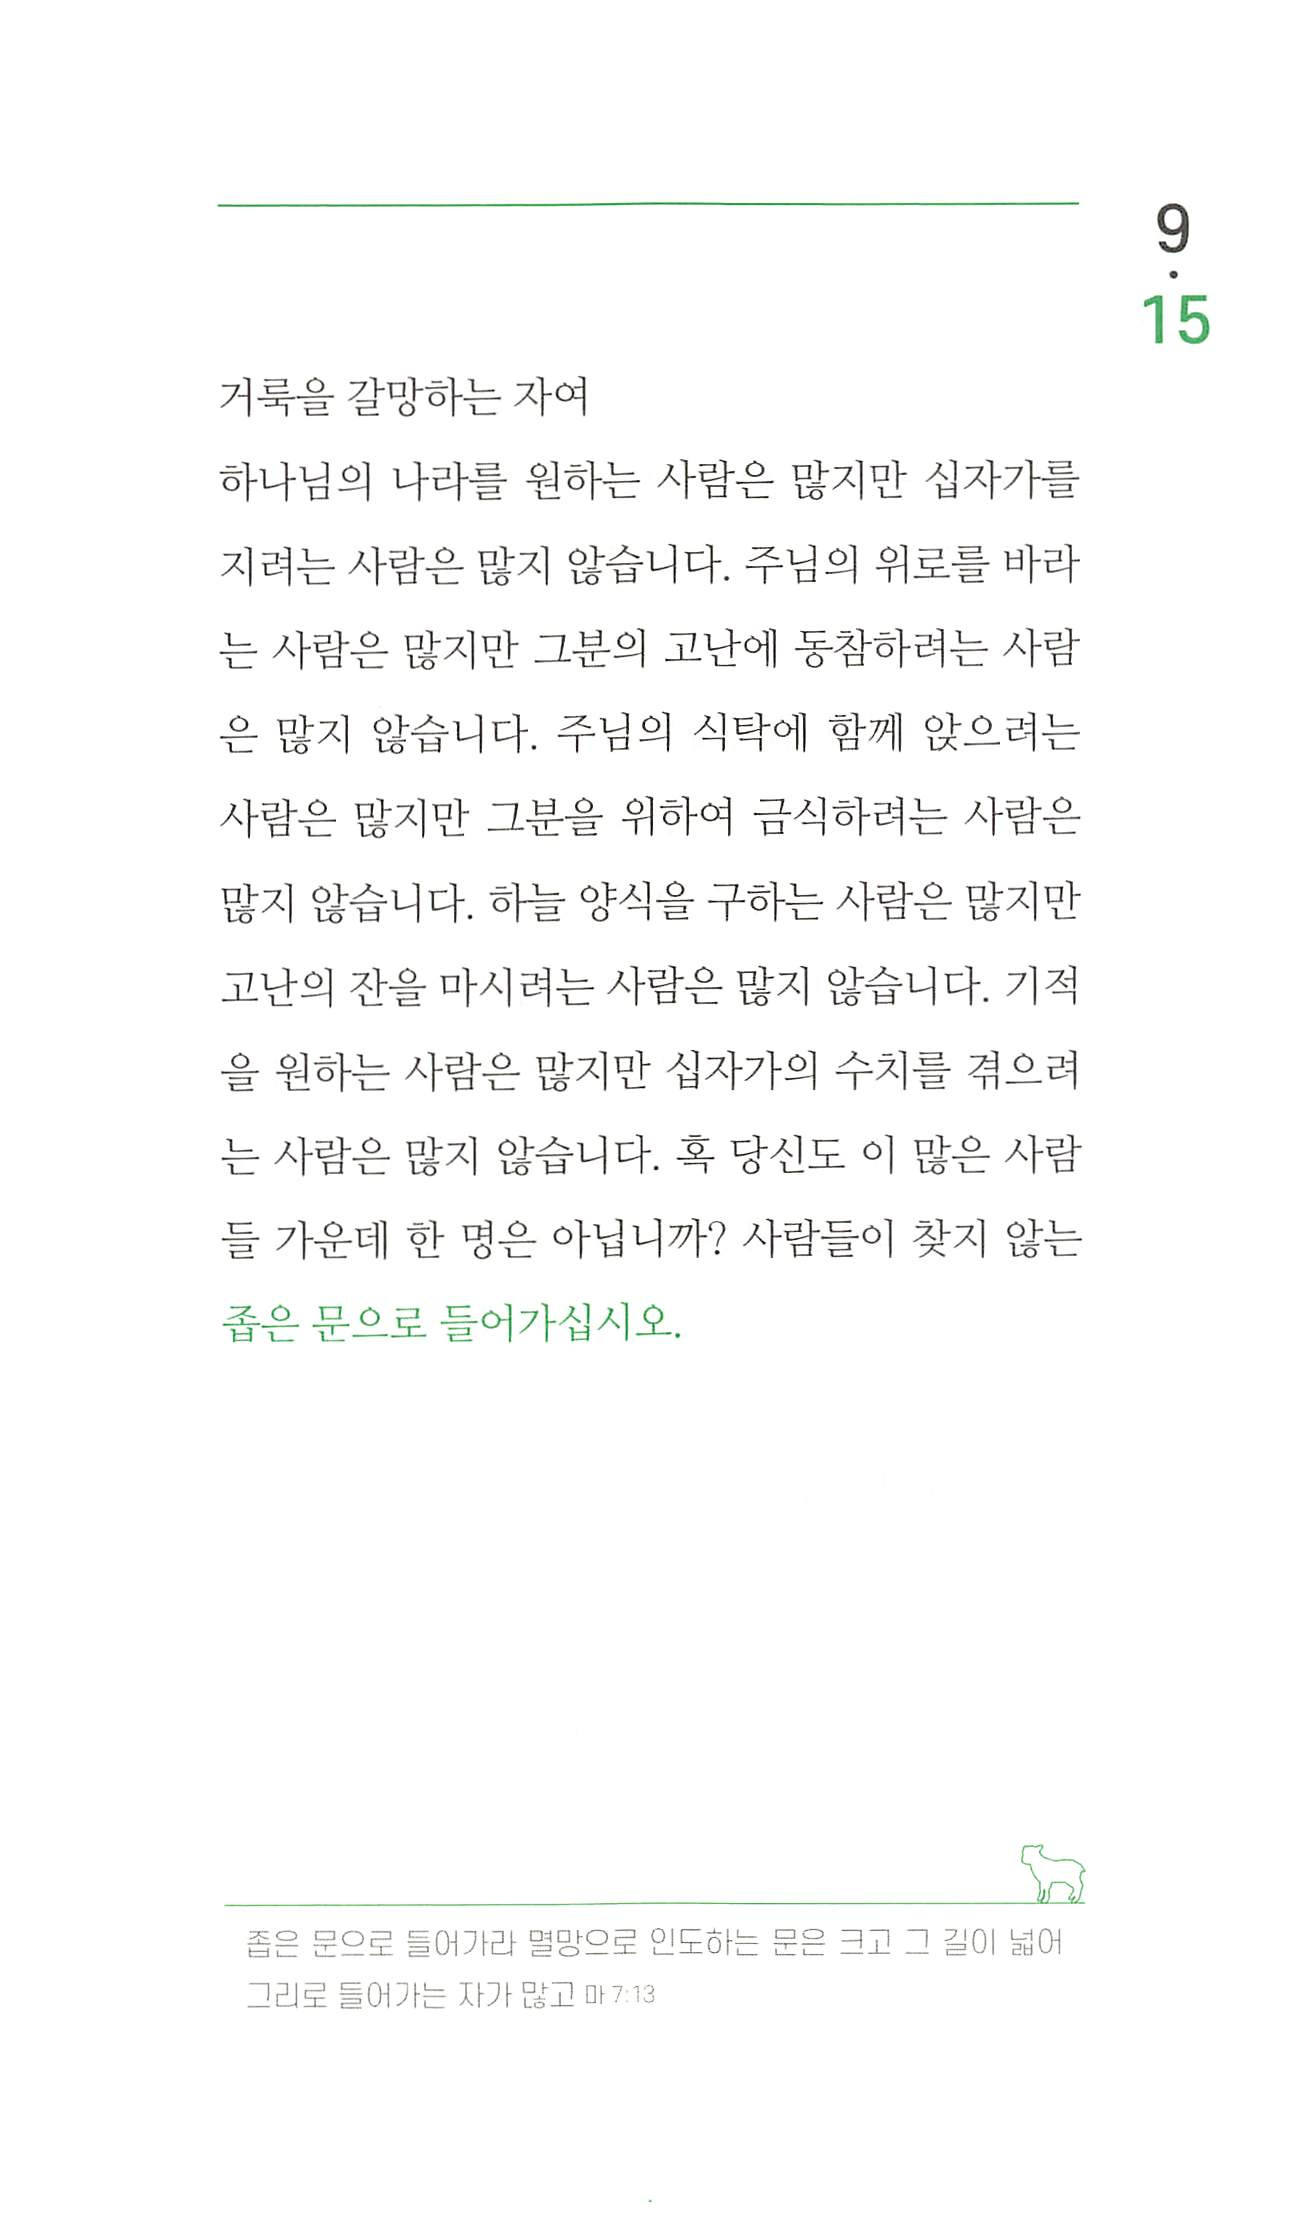 9
·
15
거룩을 갈망하는 자여
하나님의 나라를 원하는 사람은 많지만 십자가를
지려는 사람은 많지 않습니다. 주님의 위로를 바라
는 사람은 많지만 그분의 고난에 동참하려는 사람
은 많지 않습니다. 주님의 식탁에 함께 앉으려는
사람은 많지만 그분을 위하여 금식하려는 사람은
많지 않습니다. 하늘 양식을 구하는 사람은 많지만
고난의 잔을 마시려는 사람은 많지 않습니다. 기적
을 원하는 사람은 많지만 십자가의 수치를 겪으려
는 사람은 많지 않습니다. 혹 당신도 이 많은 사람
들 가운데 한 명은 아닙니까? 사람들이 찾지 않는
좁은 문으로 들어가십시오.
좁은 문으로 들어가라 멸망으로 인도하는 문은 크고 그 길이 넓어
그리로 들어가는 자가 많고 마 7:13